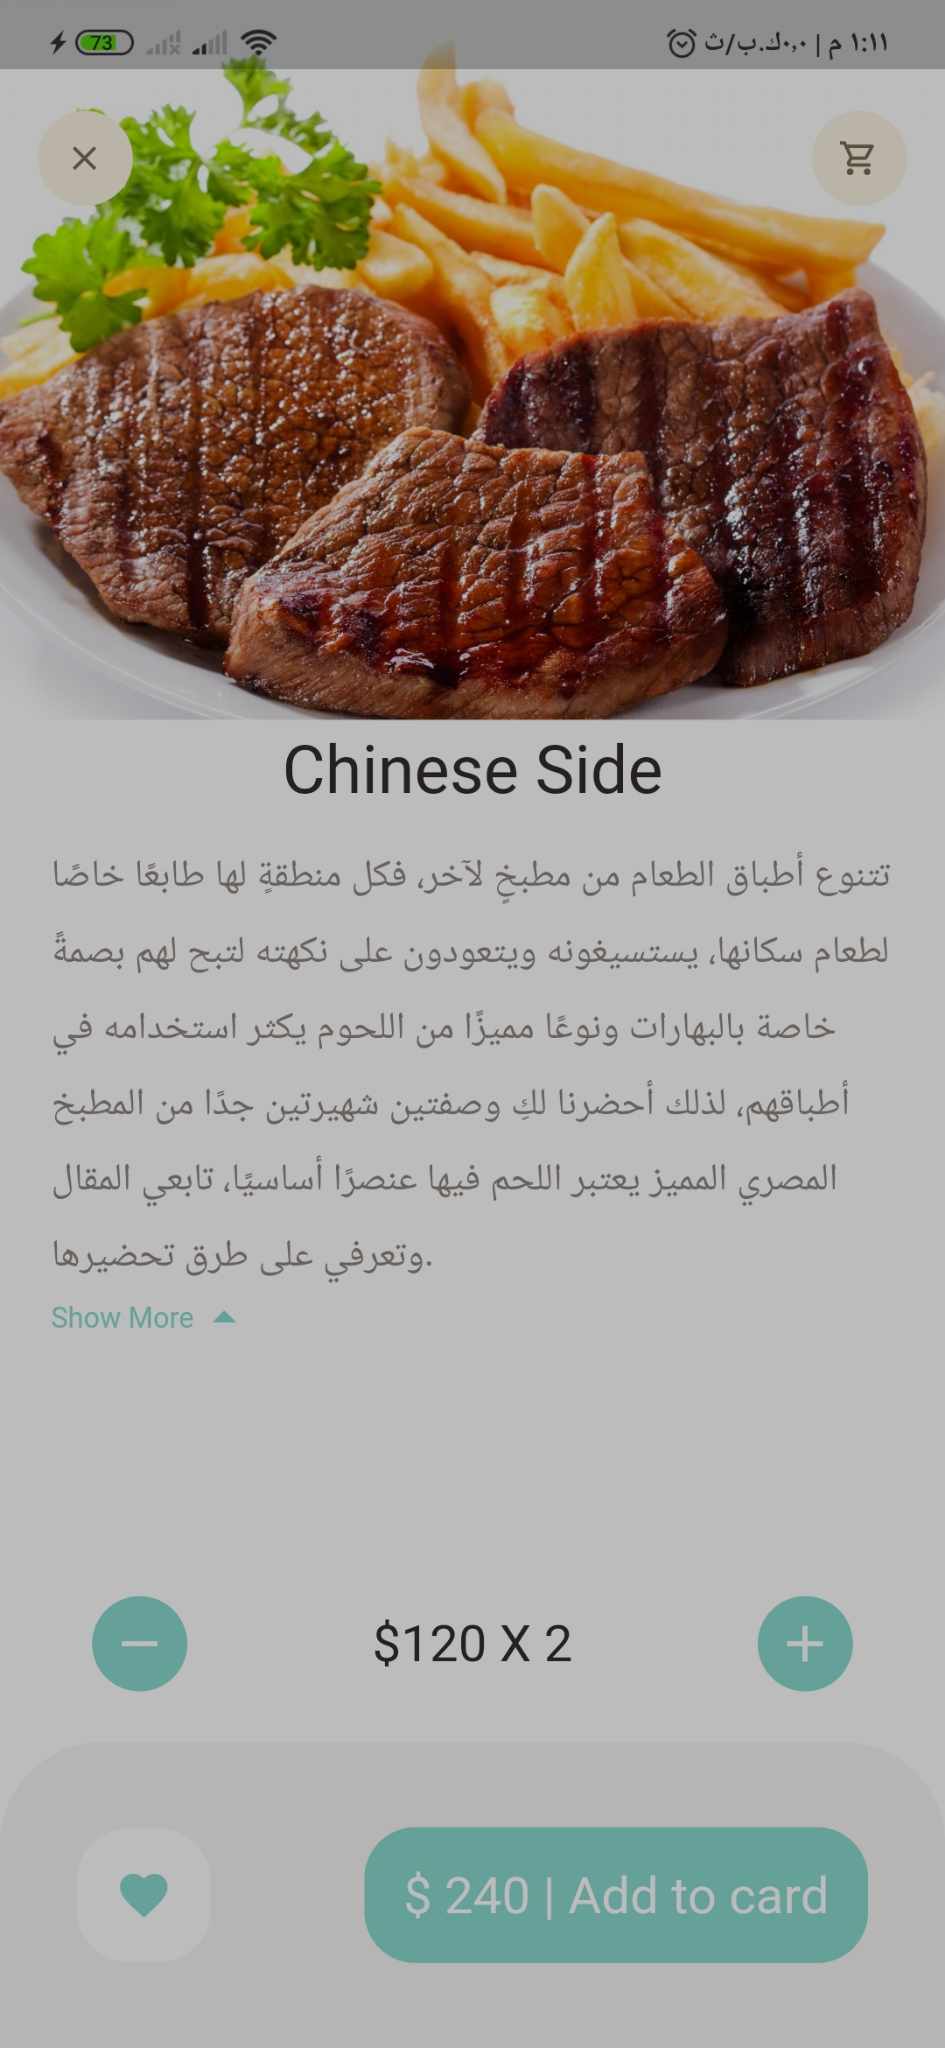 73
٠,٠ك.ب/ث | ١:١١ م
Chinese Side
تتنوع أطباق الطعام من مطبخٍ لآخر، فكل منطقةٍ لها طابعًا خاصًا
لطعام سكانها، يستسيغونه ويتعودون على نكهته لتبح لهم بصمةً
خاصة بالبهارات ونوعًا مميزًا من اللحوم يكثر استخدامه في
أطباقهم، لذلك أحضرنا لكِ وصفتين شهيرتين جدًا من المطبخ
المصري المميز يعتبر اللحم فيها عنصرًا أساسيًا، تابعي المقال
وتعرفي على طرق تحضيرها.
Show More
$120 X 2
$ 240 | Add to card